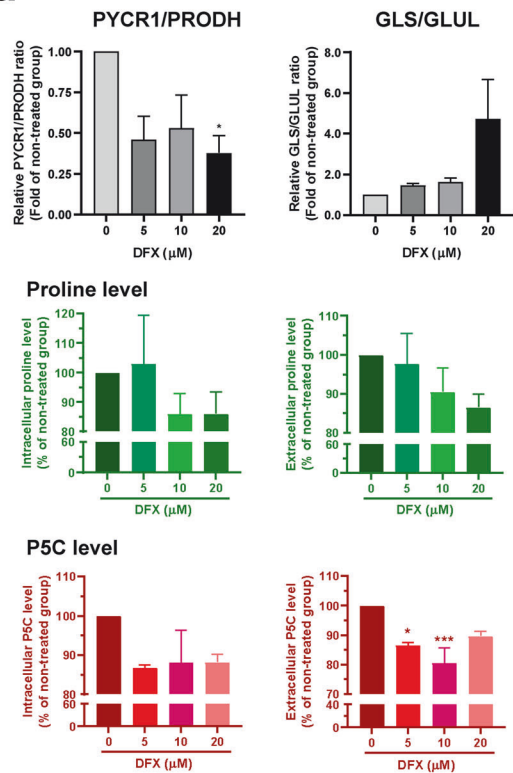 PYCR1/PRODH
GLS/GLUL
Relative PYCR1/PRODH ratio
(Fold of non-treated group)
1.00
0.75
0.50
0.25
0.00
*
0 5 10 20
DFX (μM)
Relative GLS/GLUL ratio
(Fold of non-treated group)
8.0
6.0
4.0
2.0
0.0
0 5 10 20
DFX (μM)
Proline level
Intracellular proline level
(% of non-treated group)
120
110
100
90
80
60
0
0 5 10 20
DFX (μM)
Extracellular proline level
(% of non-treated group)
110
100
90
80
60
0
0 5 10 20
DFX (μM)
P5C level
Intracellular P5C level
(% of non-treated group)
110
100
90
80
60
0
0 5 10 20
DFX (μM)
Extracellular P5C level
(% of non-treated group)
110
100
90
80
70
40
0
*
***
0 5 10 20
DFX (μM)